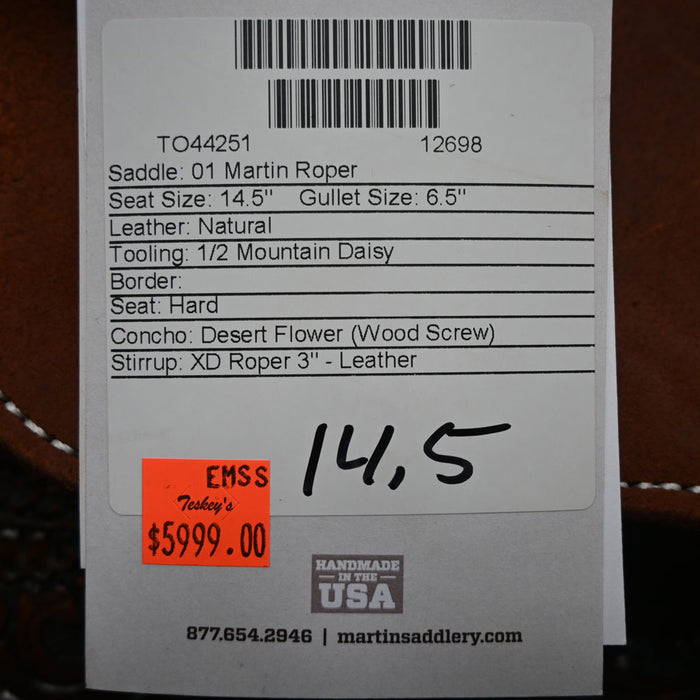 TO44251 12698
Saddle: 01 Martin Roper
Seat Size: 14.5" Gullet Size: 6.5"
Leather: Natural
Tooling: 1/2 Mountain Daisy
Border:
Seat: Hard
Concho: Desert Flower (Wood Screw)
Stirrup: XD Roper 3" - Leather
14,5
EMSS
Teskey's
$5999.00
HANDMADE
IN THE
USA
877.654.2946 | martinsaddlery.com